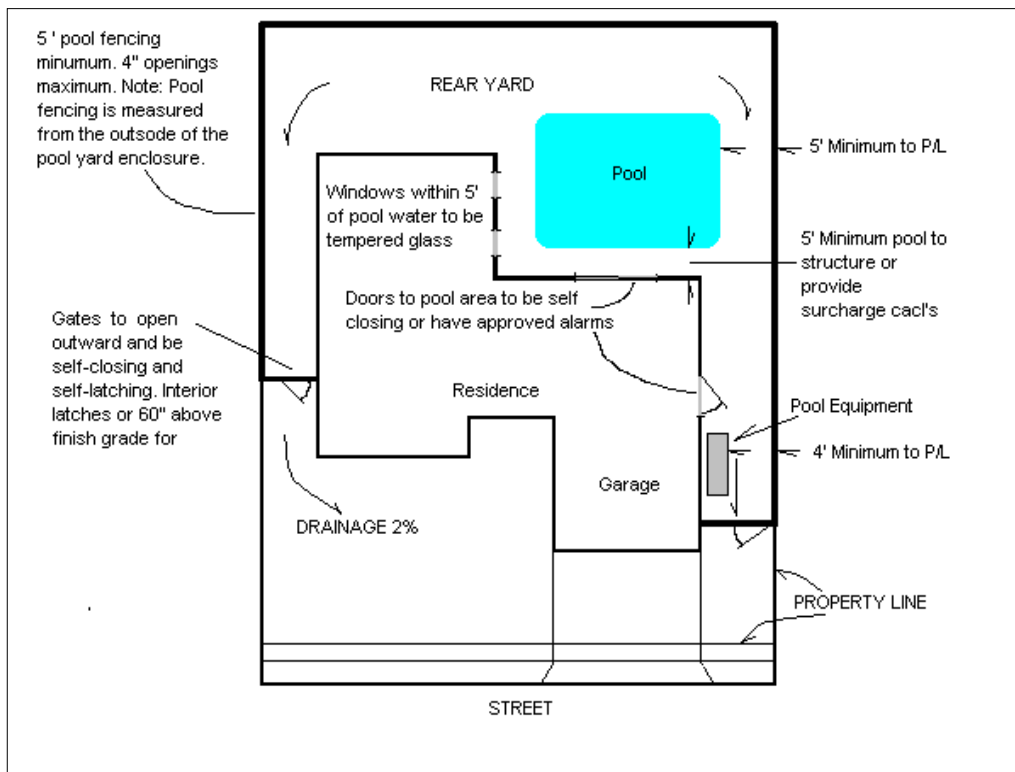 5 ' pool fencing
minumum. 4" openings
maximum. Note: Pool
fencing is measured
from the outsode of the
pool yard enclosure.
REAR YARD
Pool
5' Minimum to P/L
Windows within 5'
of pool water to be
tempered glass
5' Minimum pool to
structure or
provide
surcharge cacl's
Doors to pool area to be self
closing or have approved alarms
Gates to open
outward and be
self-closing and
self-latching. Interior
latches or 60" above
finish grade for
Residence
Pool Equipment
4' Minimum to P/L
Garage
DRAINAGE 2%
PROPERTY LINE
STREET